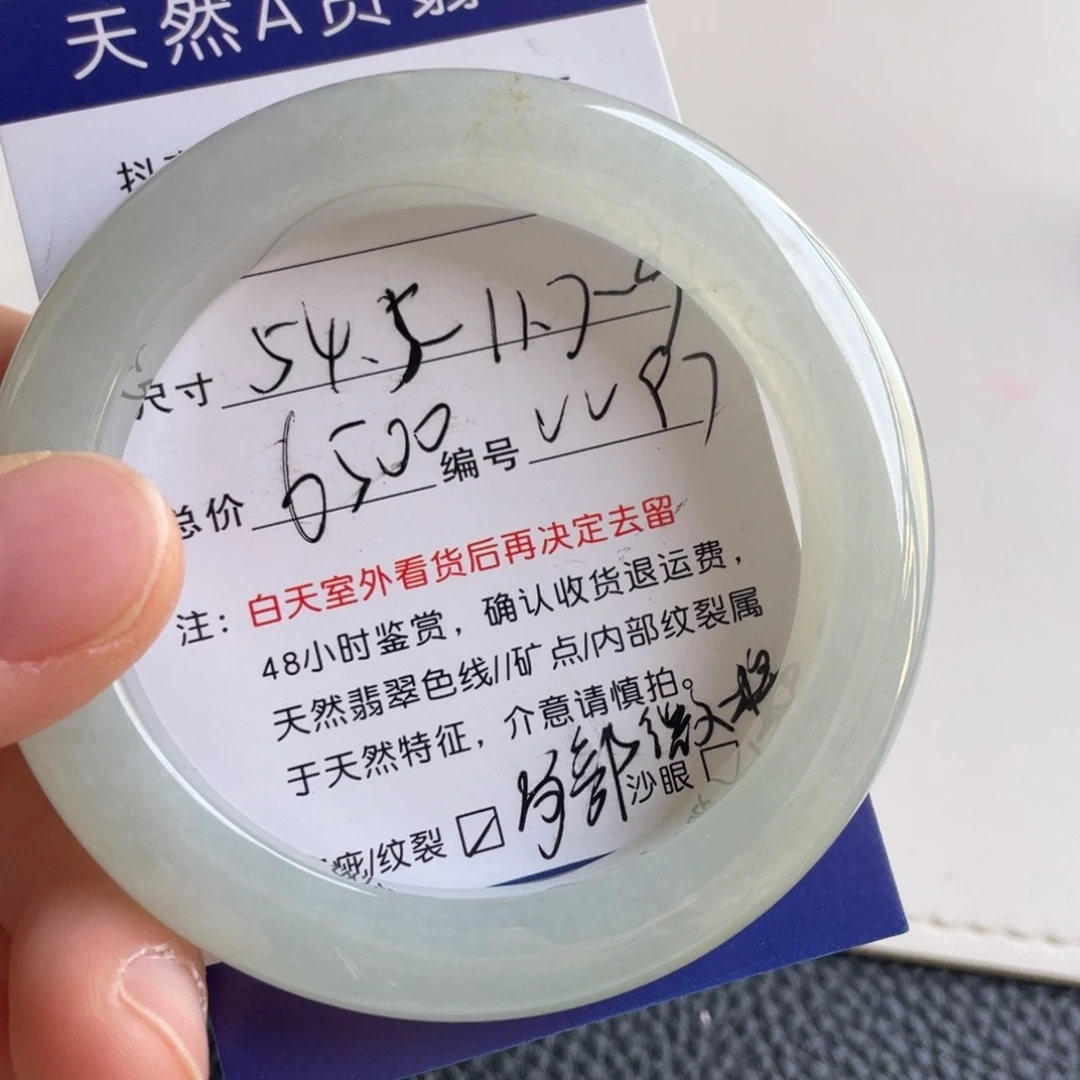 天然A货翡
抖
尺寸 54.5 11.7-9
总价 6500 编号
注：白天室外看货后再决定去留
48小时鉴赏，确认收货退运费，
天然翡翠色线//矿点/内部纹裂属
于天然特征，介意请慎拍。
/纹裂 局部 沙眼